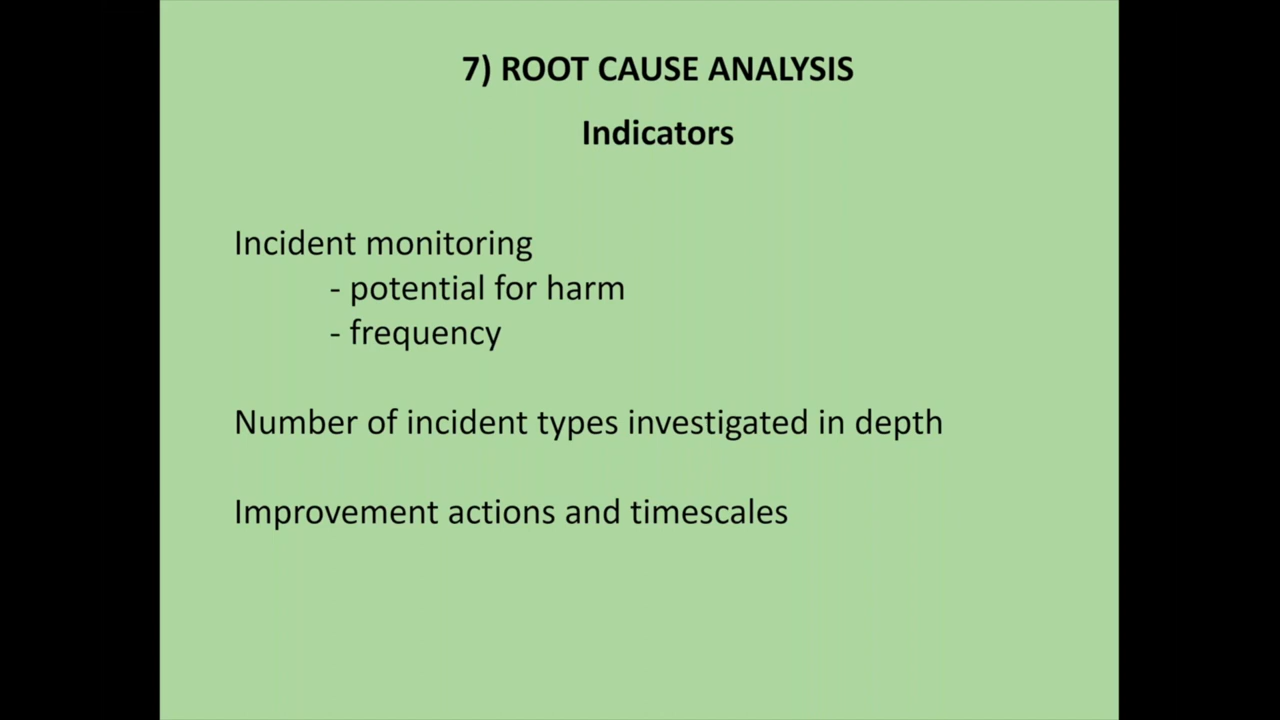 7) ROOT CAUSE ANALYSIS
Indicators
Incident monitoring
- potential for harm
- frequency
Number of incident types investigated in depth
Improvement actions and timescales